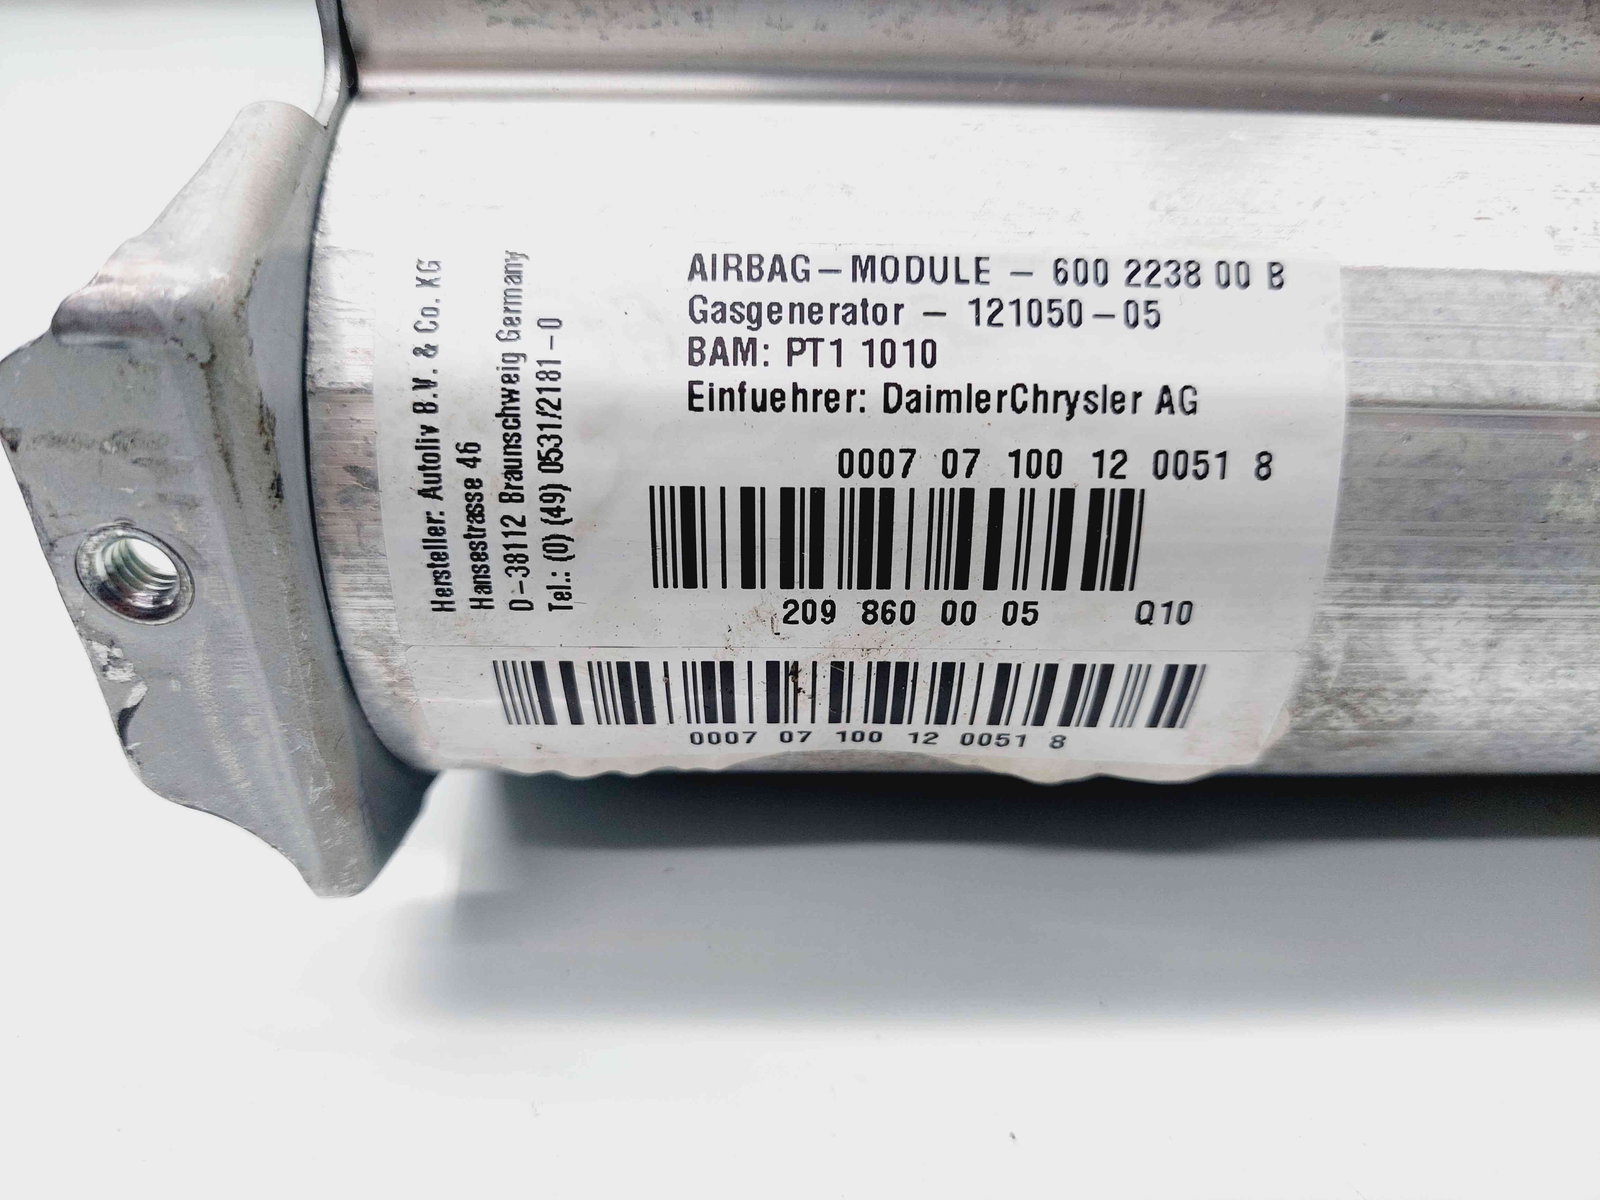 Hersteller: Autoliv B.V. & Co. KG
Hansestrasse 46
D-38112 Braunschweig Germany
Tel.: (0) (49) 0531/2181-0
AIRBAG-MODULE - 600 2238 00 B
Gasgenerator - 121050-05
BAM: PT1 1010
Einfuehrer: DaimlerChrysler AG
0007 07 100 12 0051 8
209 860 00 05 Q10
0007 07 100 12 0051 8